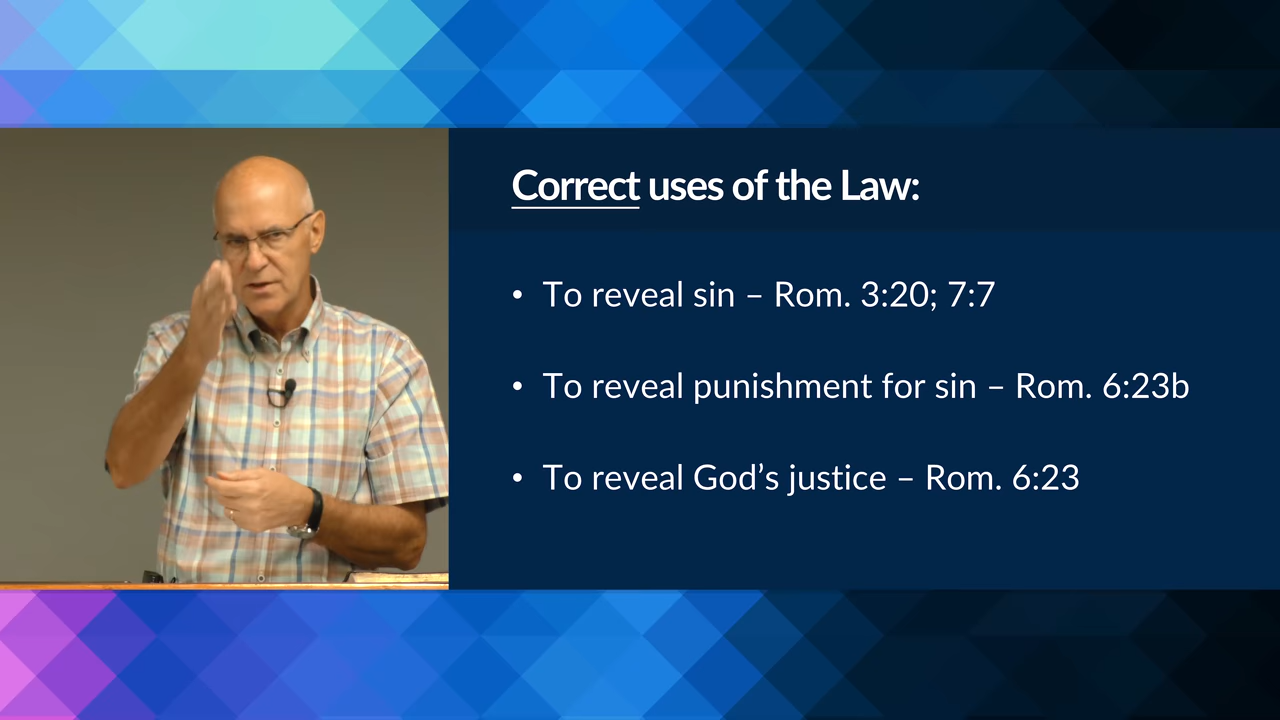 Correct uses of the Law:
• To reveal sin – Rom. 3:20; 7:7
• To reveal punishment for sin – Rom. 6:23b
• To reveal God’s justice – Rom. 6:23